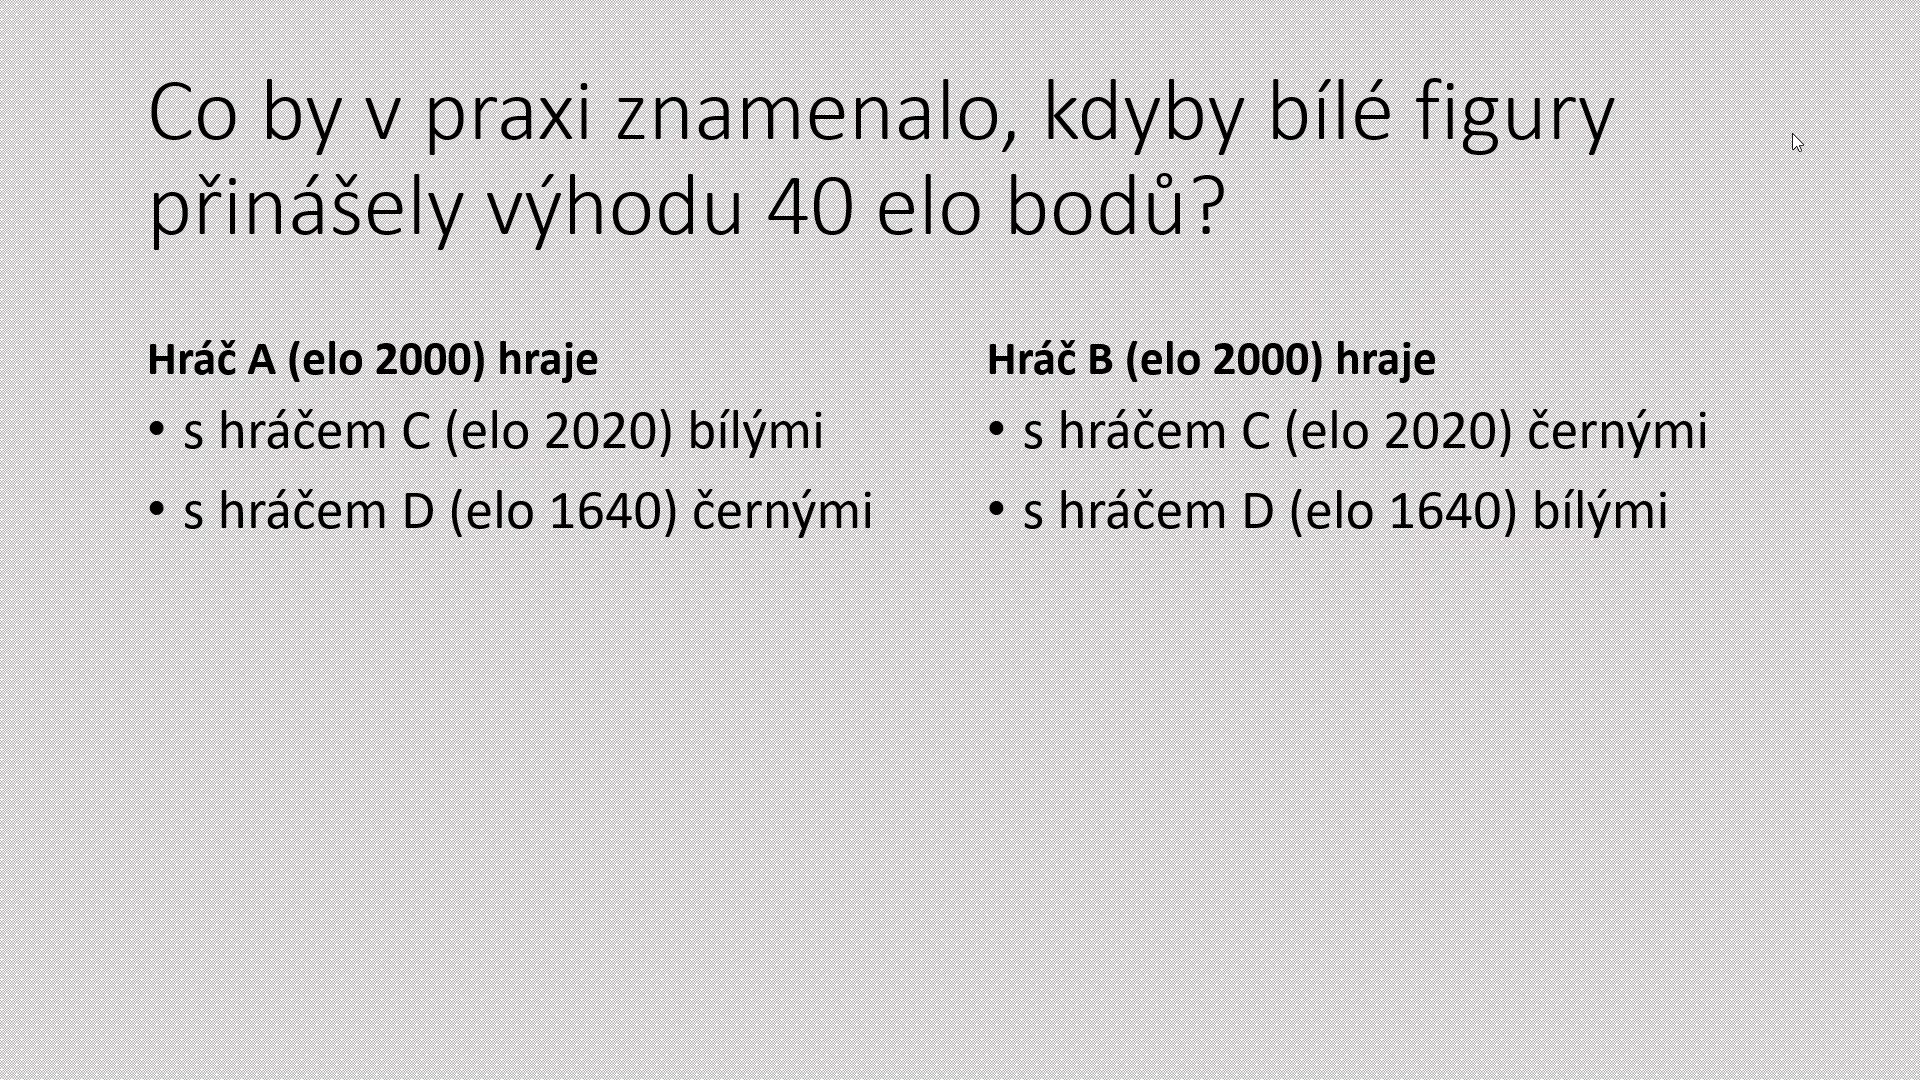 Co by v praxi znamenalo, kdyby bílé figury
přinášely výhodu 40 elo bodů?
Hráč A (elo 2000) hraje
• s hráčem C (elo 2020) bílými
• s hráčem D (elo 1640) černými
Hráč B (elo 2000) hraje
• s hráčem C (elo 2020) černými
• s hráčem D (elo 1640) bílými